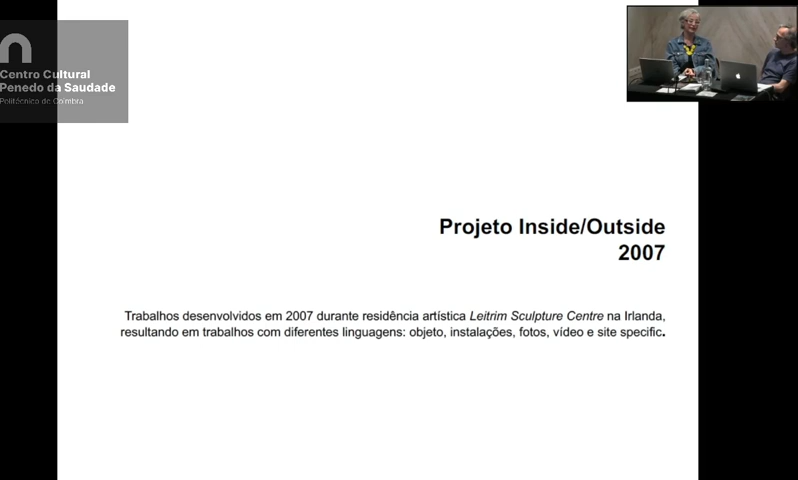 Centro Cultural
Penedo da Saudade
Politécnico de Coimbra
Projeto Inside/Outside
2007
Trabalhos desenvolvidos em 2007 durante residência artística Leitrim Sculpture Centre na Irlanda,
resultando em trabalhos com diferentes linguagens: objeto, instalações, fotos, vídeo e site specific.